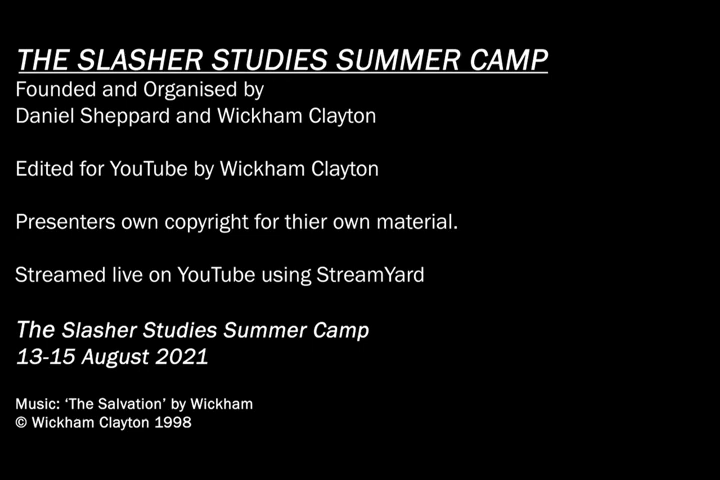 THE SLASHER STUDIES SUMMER CAMP
Founded and Organised by
Daniel Sheppard and Wickham Clayton
Edited for YouTube by Wickham Clayton
Presenters own copyright for thier own material.
Streamed live on YouTube using StreamYard
The Slasher Studies Summer Camp
13-15 August 2021
Music: ‘The Salvation’ by Wickham
© Wickham Clayton 1998